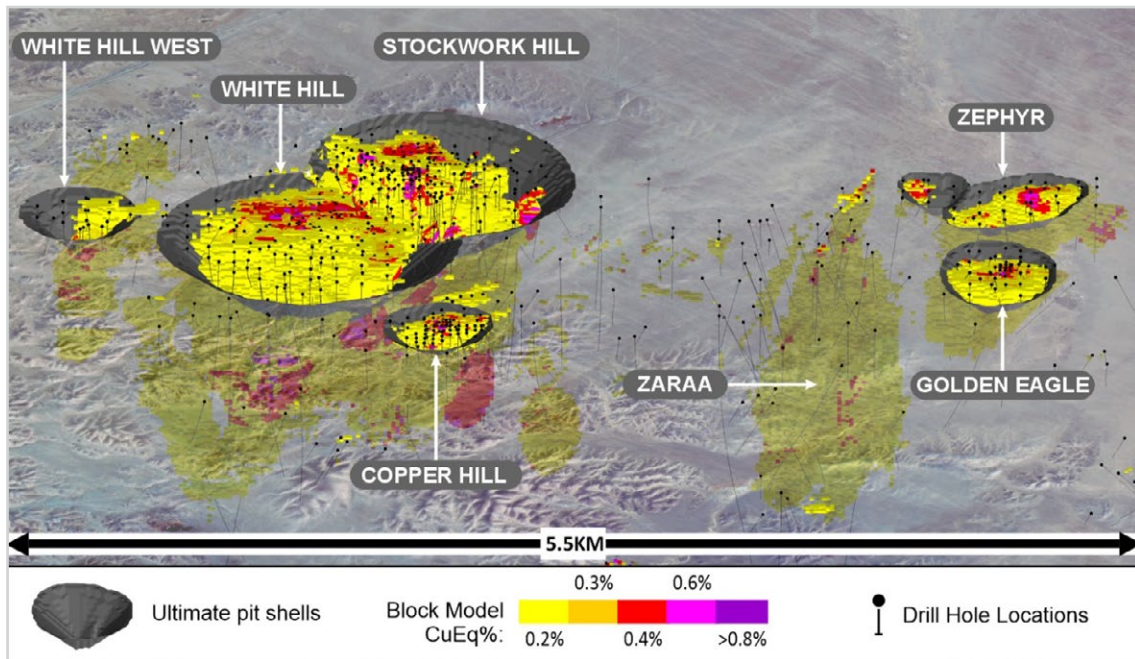 WHITE HILL WEST
STOCKWORK HILL
WHITE HILL
ZEPHYR
ZARAA
GOLDEN EAGLE
COPPER HILL
5.5KM
Ultimate pit shells
Block Model
CuEq%:
0.3%
0.6%
0.2%
0.4%
>0.8%
Drill Hole Locations